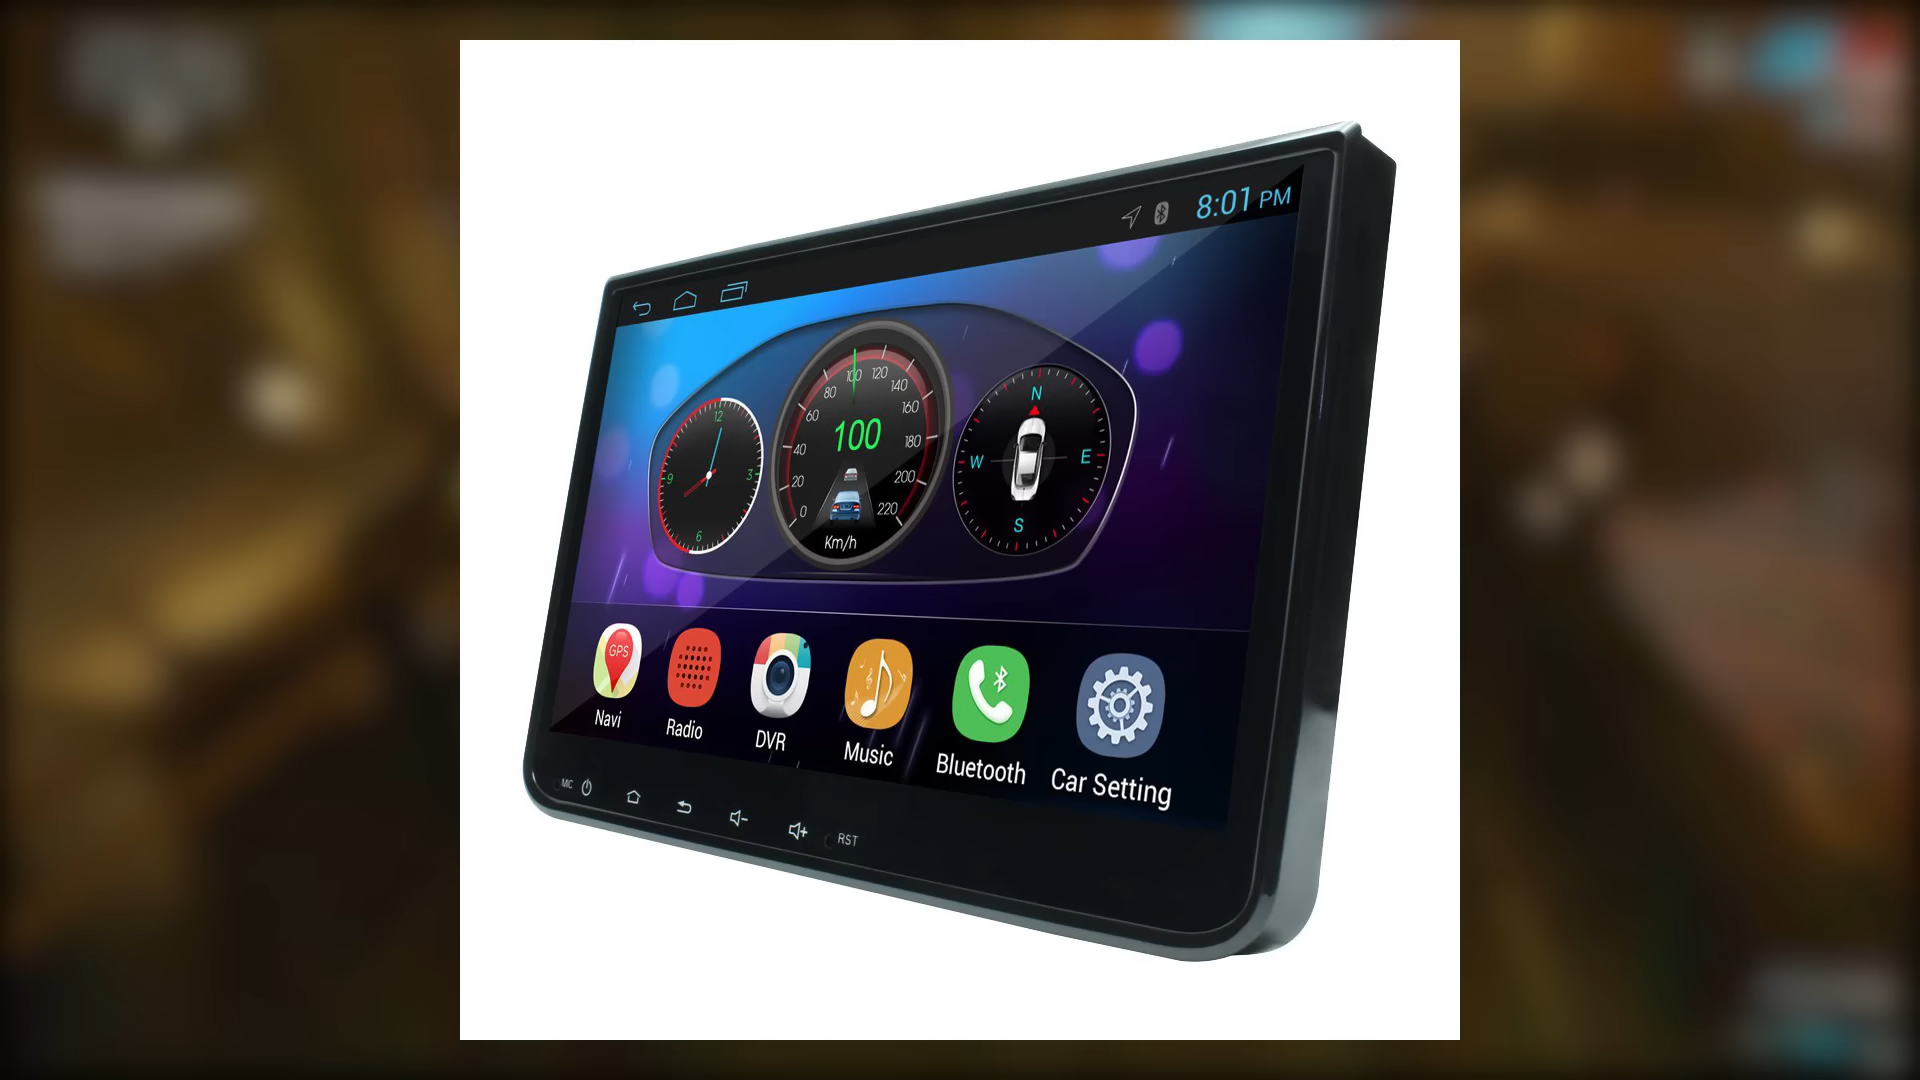 8:01 PM
12
3
6
9
0
20
40
60
80
100
120
140
160
180
200
220
100
Km/h
N
W
E
S
GPS
Navi
Radio
DVR
Music
Bluetooth
Car Setting
MIC
RST